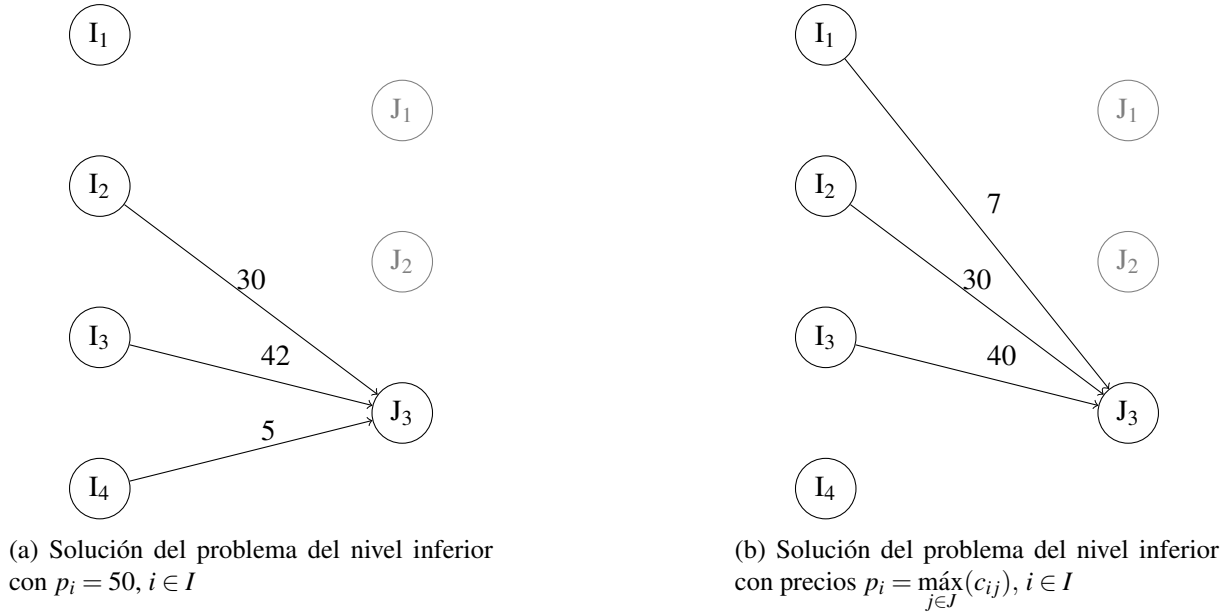 I₁
J₁
I₂
30
J₂
I₃
42
J₃
5
I₄
(a) Solución del problema del nivel inferior
con pᵢ = 50, i ∈ I
I₁
J₁
I₂
7
30
J₂
I₃
40
J₃
I₄
(b) Solución del problema del nivel inferior
con precios pᵢ = máx(cᵢⱼ), i ∈ I
j∈J